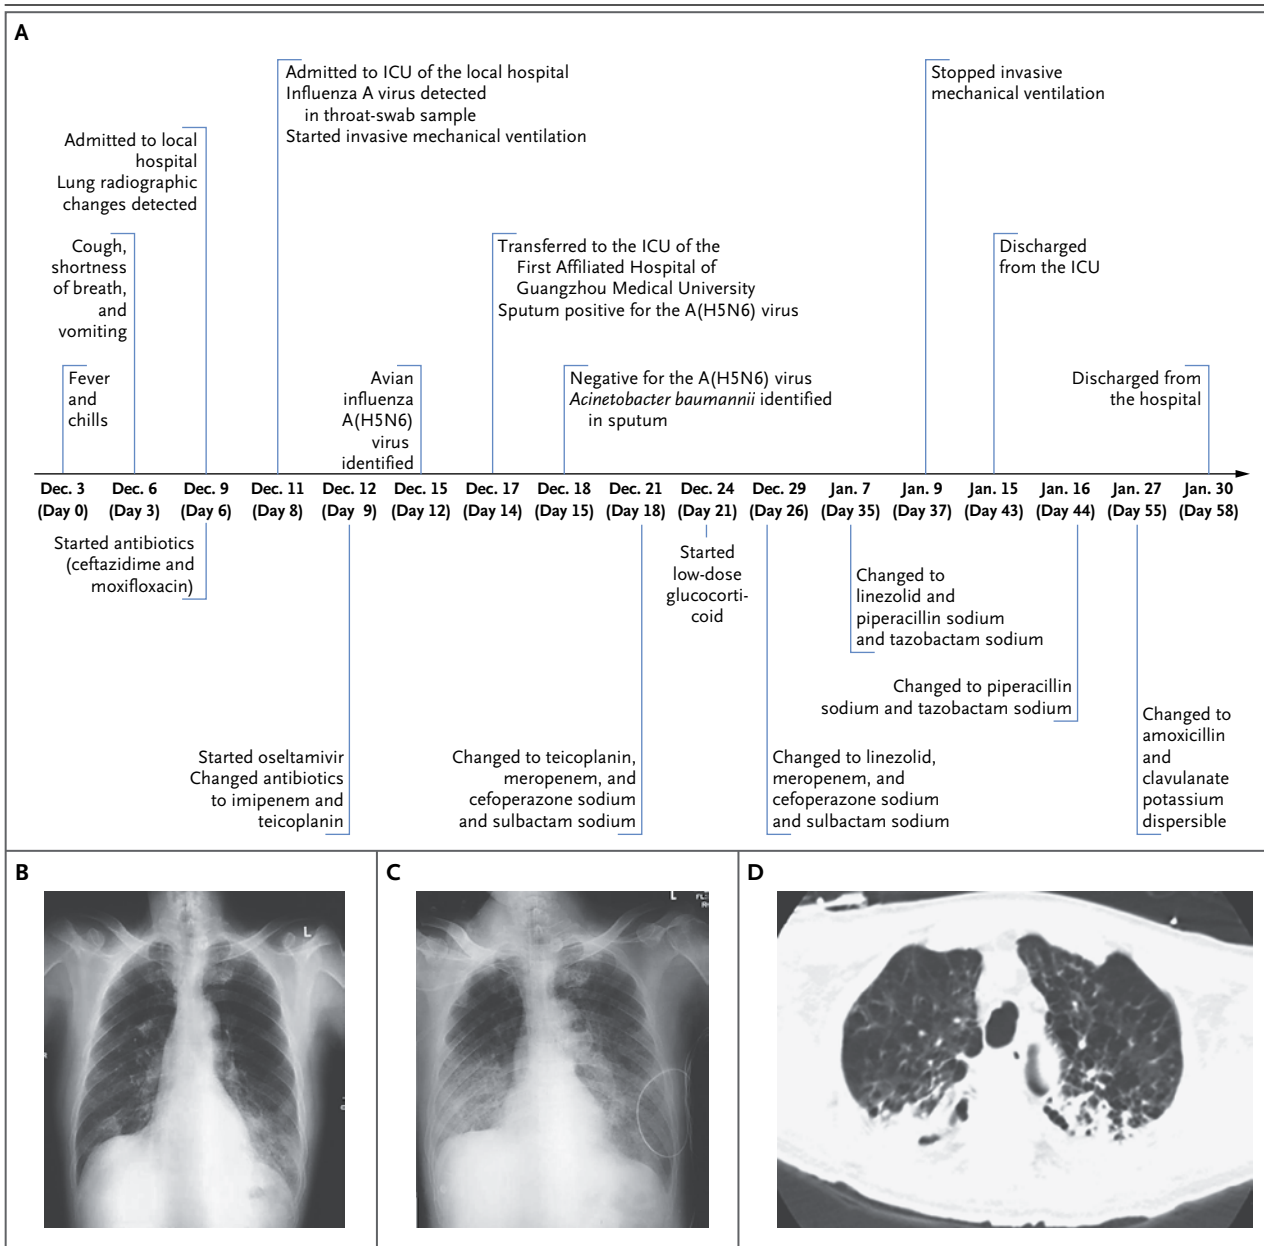 A
Admitted to ICU of the local hospital
Influenza A virus detected
in throat-swab sample
Started invasive mechanical ventilation
Stopped invasive
mechanical ventilation
Admitted to local
hospital
Lung radiographic
changes detected
Cough,
shortness
of breath,
and
vomiting
Transferred to the ICU of the
First Affiliated Hospital of
Guangzhou Medical University
Sputum positive for the A(H5N6) virus
Discharged
from the ICU
Fever
and
chills
Avian
influenza
A(H5N6)
virus
identified
Negative for the A(H5N6) virus
Acinetobacter baumannii identified
in sputum
Discharged from
the hospital
Dec. 3 Dec. 6 Dec. 9 Dec. 11 Dec. 12 Dec. 15 Dec. 17 Dec. 18 Dec. 21 Dec. 24 Dec. 29 Jan. 7 Jan. 9 Jan. 15 Jan. 16 Jan. 27 Jan. 30
(Day 0) (Day 3) (Day 6) (Day 8) (Day 9) (Day 12) (Day 14) (Day 15) (Day 18) (Day 21) (Day 26) (Day 35) (Day 37) (Day 43) (Day 44) (Day 55) (Day 58)
Started antibiotics
(ceftazidime and
moxifloxacin)
Started
low-dose
glucocorti-
coid
Changed to
linezolid and
piperacillin sodium
and tazobactam sodium
Changed to piperacillin
sodium and tazobactam sodium
Started oseltamivir
Changed antibiotics
to imipenem and
teicoplanin
Changed to teicoplanin,
meropenem, and
cefoperazone sodium
and sulbactam sodium
Changed to linezolid,
meropenem, and
cefoperazone sodium
and sulbactam sodium
Changed to
amoxicillin
and
clavulanate
potassium
dispersible
B
L
C
L
D